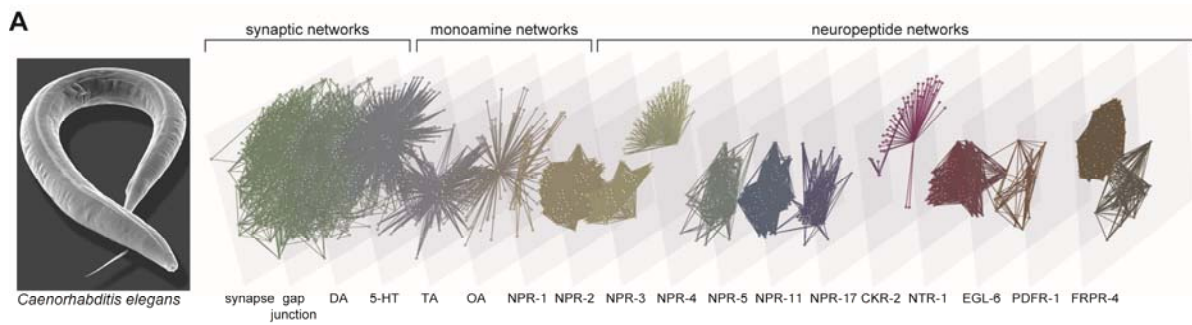 A
synaptic networks monoamine networks neuropeptide networks
Caenorhabditis elegans
synapse gap junction DA 5-HT TA OA NPR-1 NPR-2 NPR-3 NPR-4 NPR-5 NPR-11 NPR-17 CKR-2 NTR-1 EGL-6 PDFR-1 FRPR-4